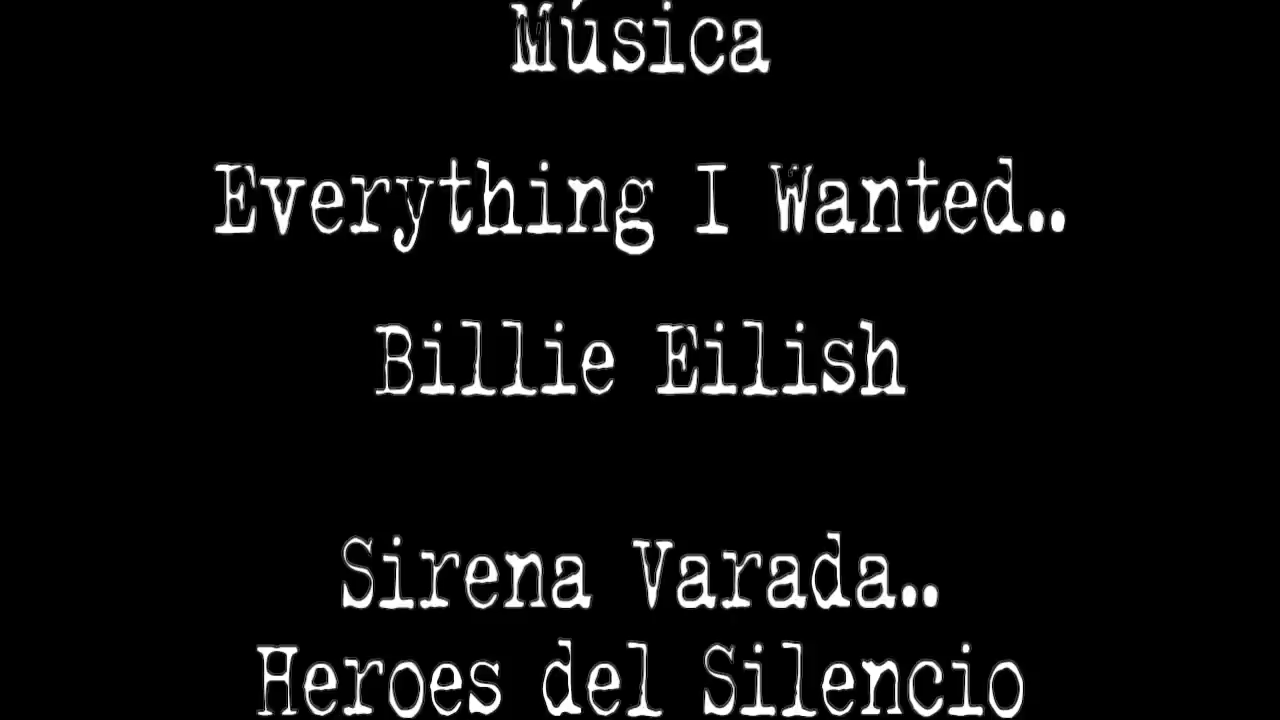 Música
Everything I Wanted..
Billie Eilish
Sirena Varada..
Heroes del Silencio